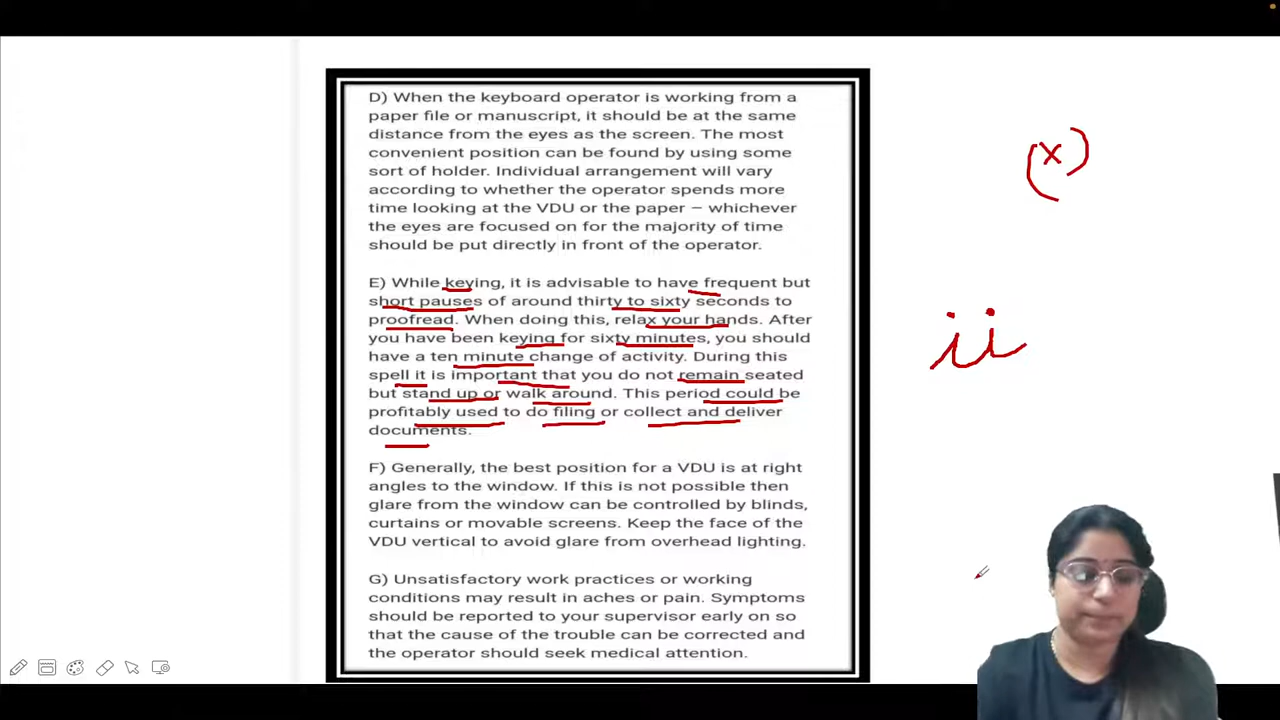 D) When the keyboard operator is working from a
paper file or manuscript, it should be at the same
distance from the eyes as the screen. The most
convenient position can be found by using some
sort of holder. Individual arrangement will vary
according to whether the operator spends more
time looking at the VDU or the paper – whichever
the eyes are focused on for the majority of time
should be put directly in front of the operator.
E) While keying, it is advisable to have frequent but
short pauses of around thirty to sixty seconds to
proofread. When doing this, relax your hands. After
you have been keying for sixty minutes, you should
have a ten minute change of activity. During this
spell it is important that you do not remain seated
but stand up or walk around. This period could be
profitably used to do filing or collect and deliver
documents.
F) Generally, the best position for a VDU is at right
angles to the window. If this is not possible then
glare from the window can be controlled by blinds,
curtains or movable screens. Keep the face of the
VDU vertical to avoid glare from overhead lighting.
G) Unsatisfactory work practices or working
conditions may result in aches or pain. Symptoms
should be reported to your supervisor early on so
that the cause of the trouble can be corrected and
the operator should seek medical attention.
(x)
ii